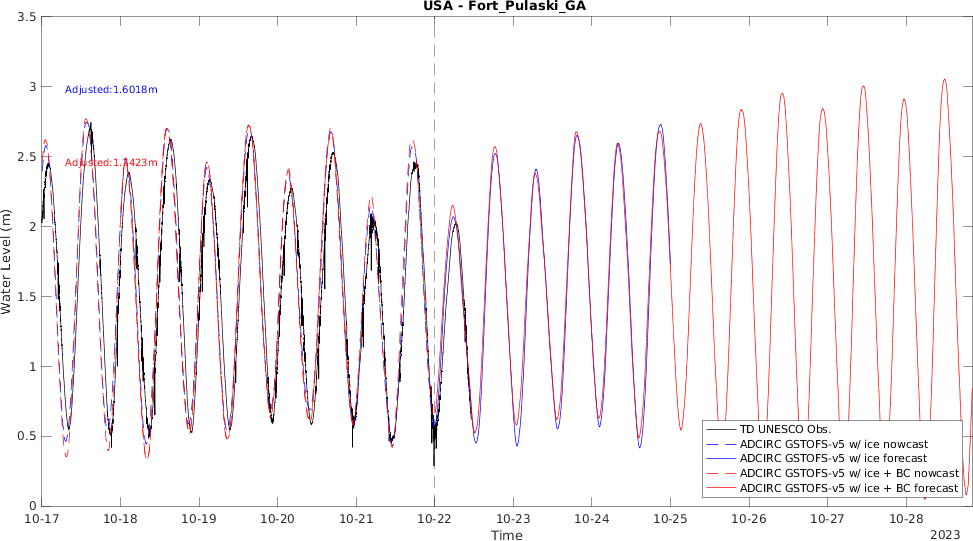 USA - Fort_Pulaski_GA
3.5
3
2.5
2
1.5
1
0.5
0
Water Level (m)
Adjusted:1.6018m
TD UNESCO Obs.
ADCIRC GSTOFS-v5 w/ ice nowcast
ADCIRC GSTOFS-v5 w/ ice forecast
ADCIRC GSTOFS-v5 w/ ice + BC nowcast
ADCIRC GSTOFS-v5 w/ ice + BC forecast
10-17 10-18 10-19 10-20 10-21 10-22 10-23 10-24 10-25 10-26 10-27 10-28
Time
2023